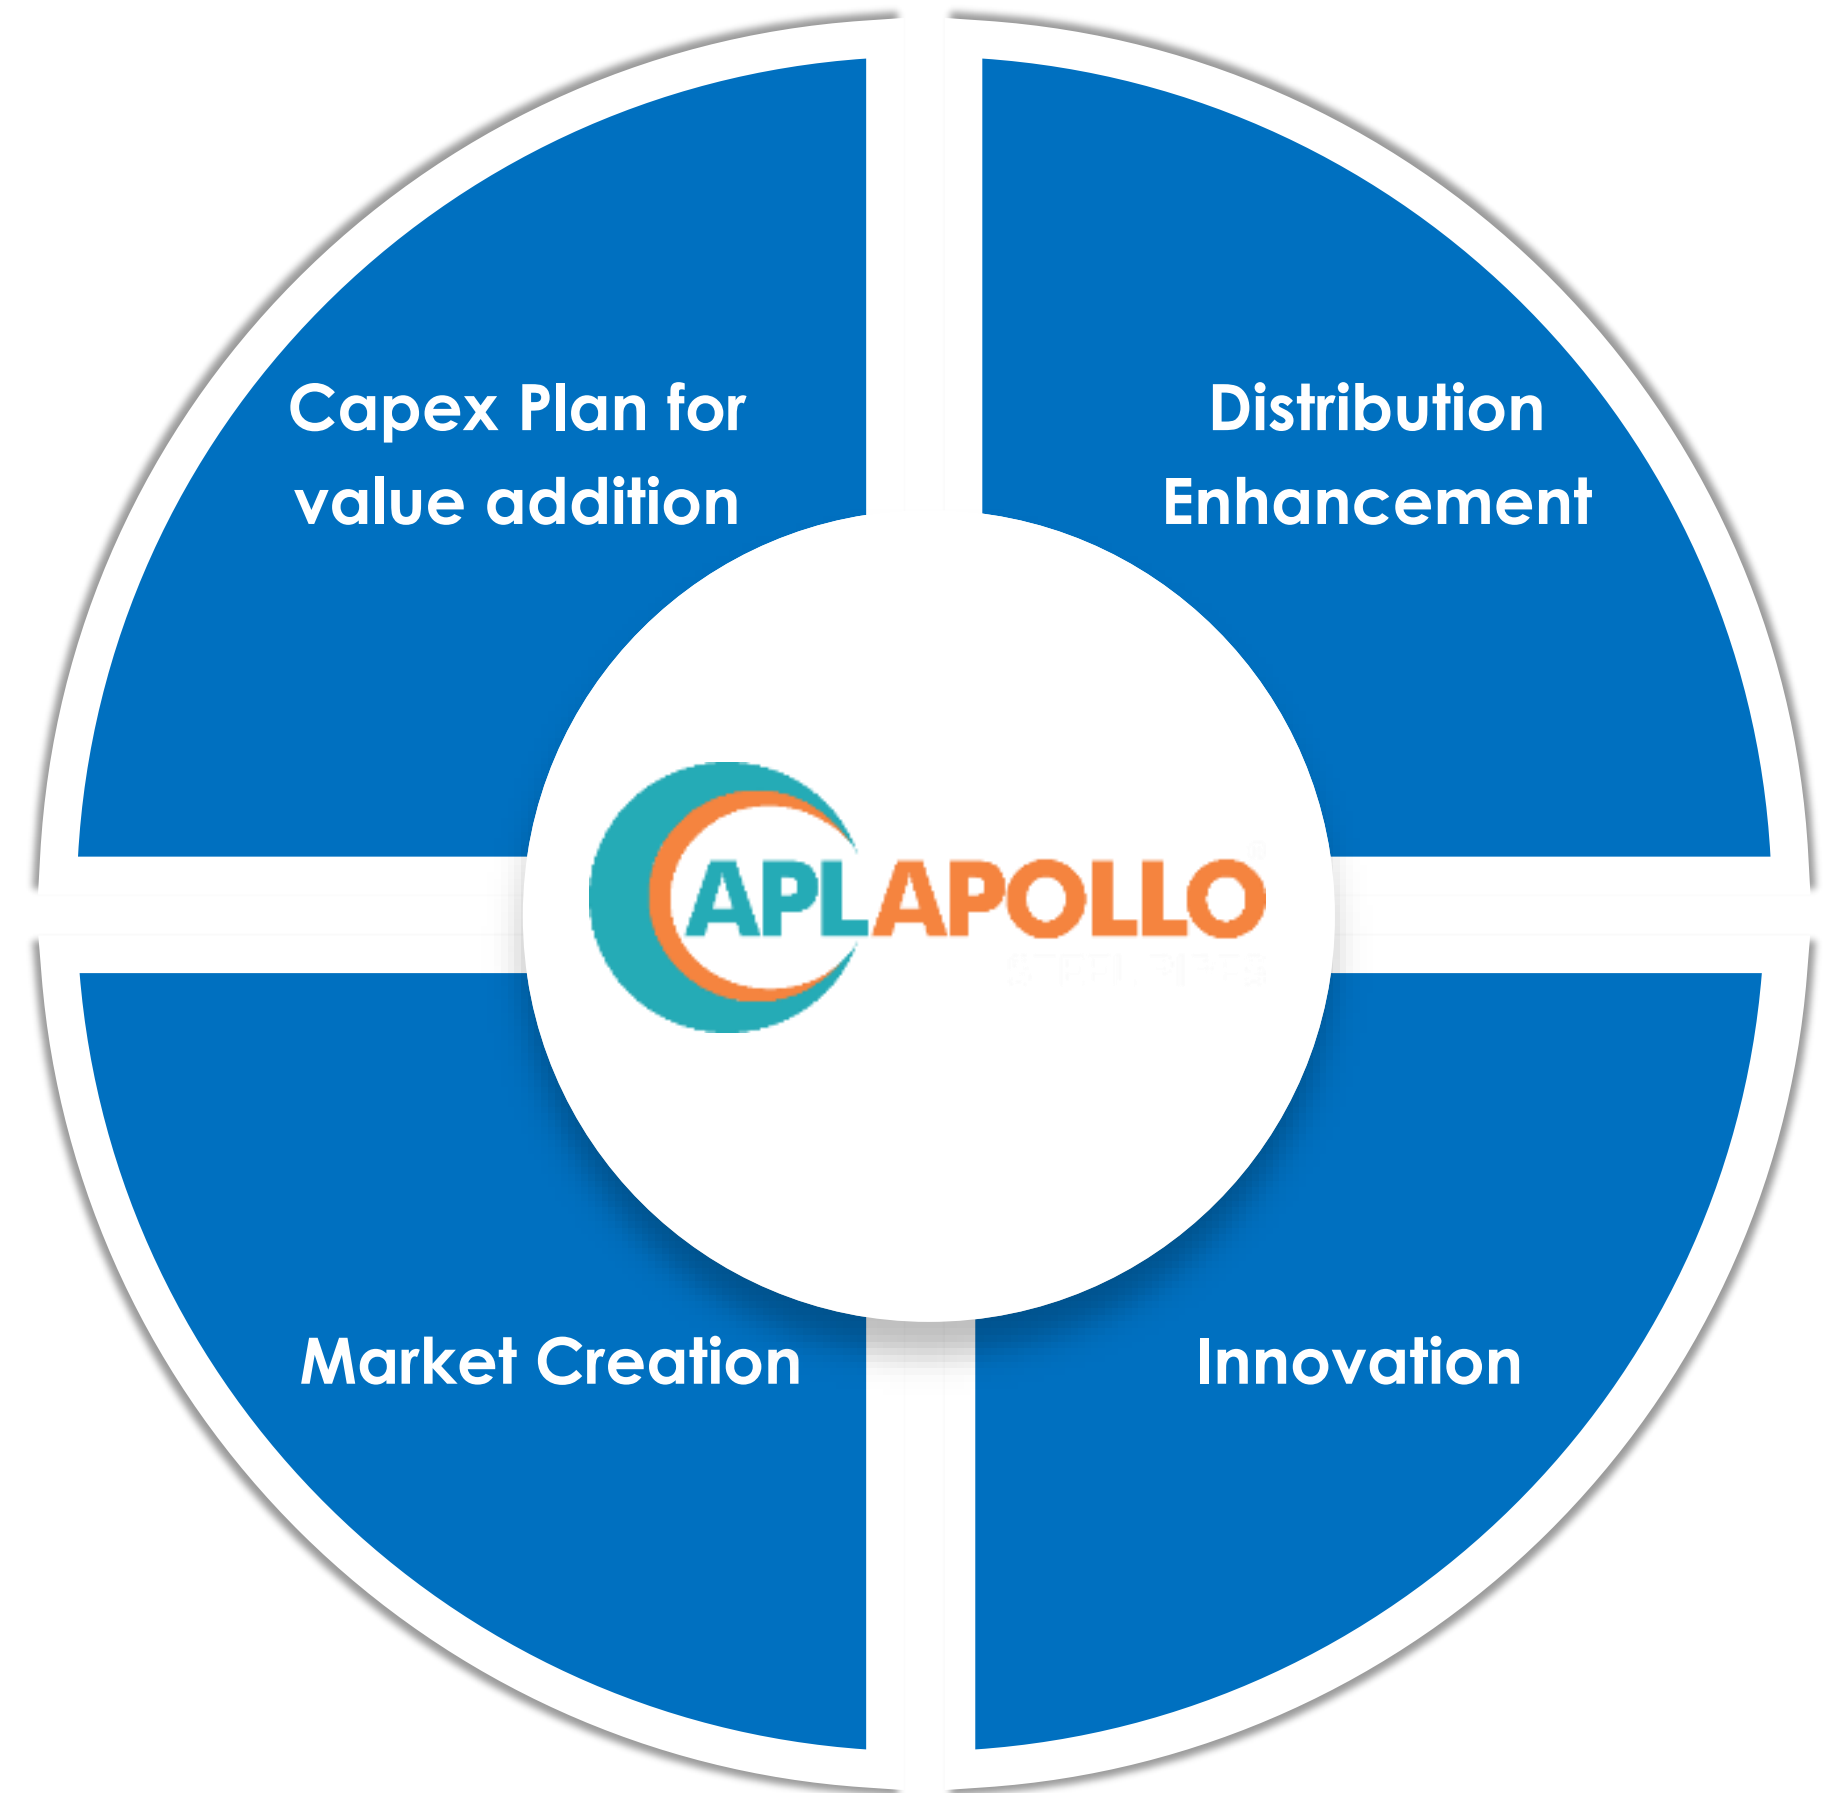 Capex Plan for
value addition
Distribution
Enhancement
APLAPOLLO
Market Creation
Innovation